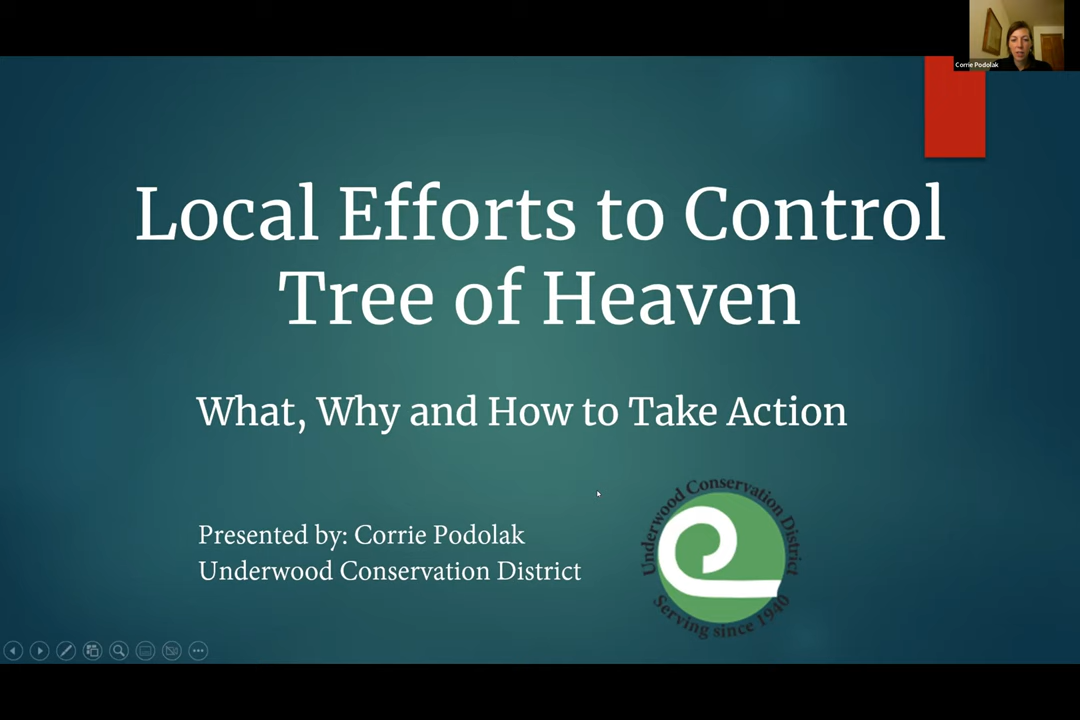 Corrie Podolak
Local Efforts to Control
Tree of Heaven
What, Why and How to Take Action
Presented by: Corrie Podolak
Underwood Conservation District
Underwood Conservation District
Serving since 1940